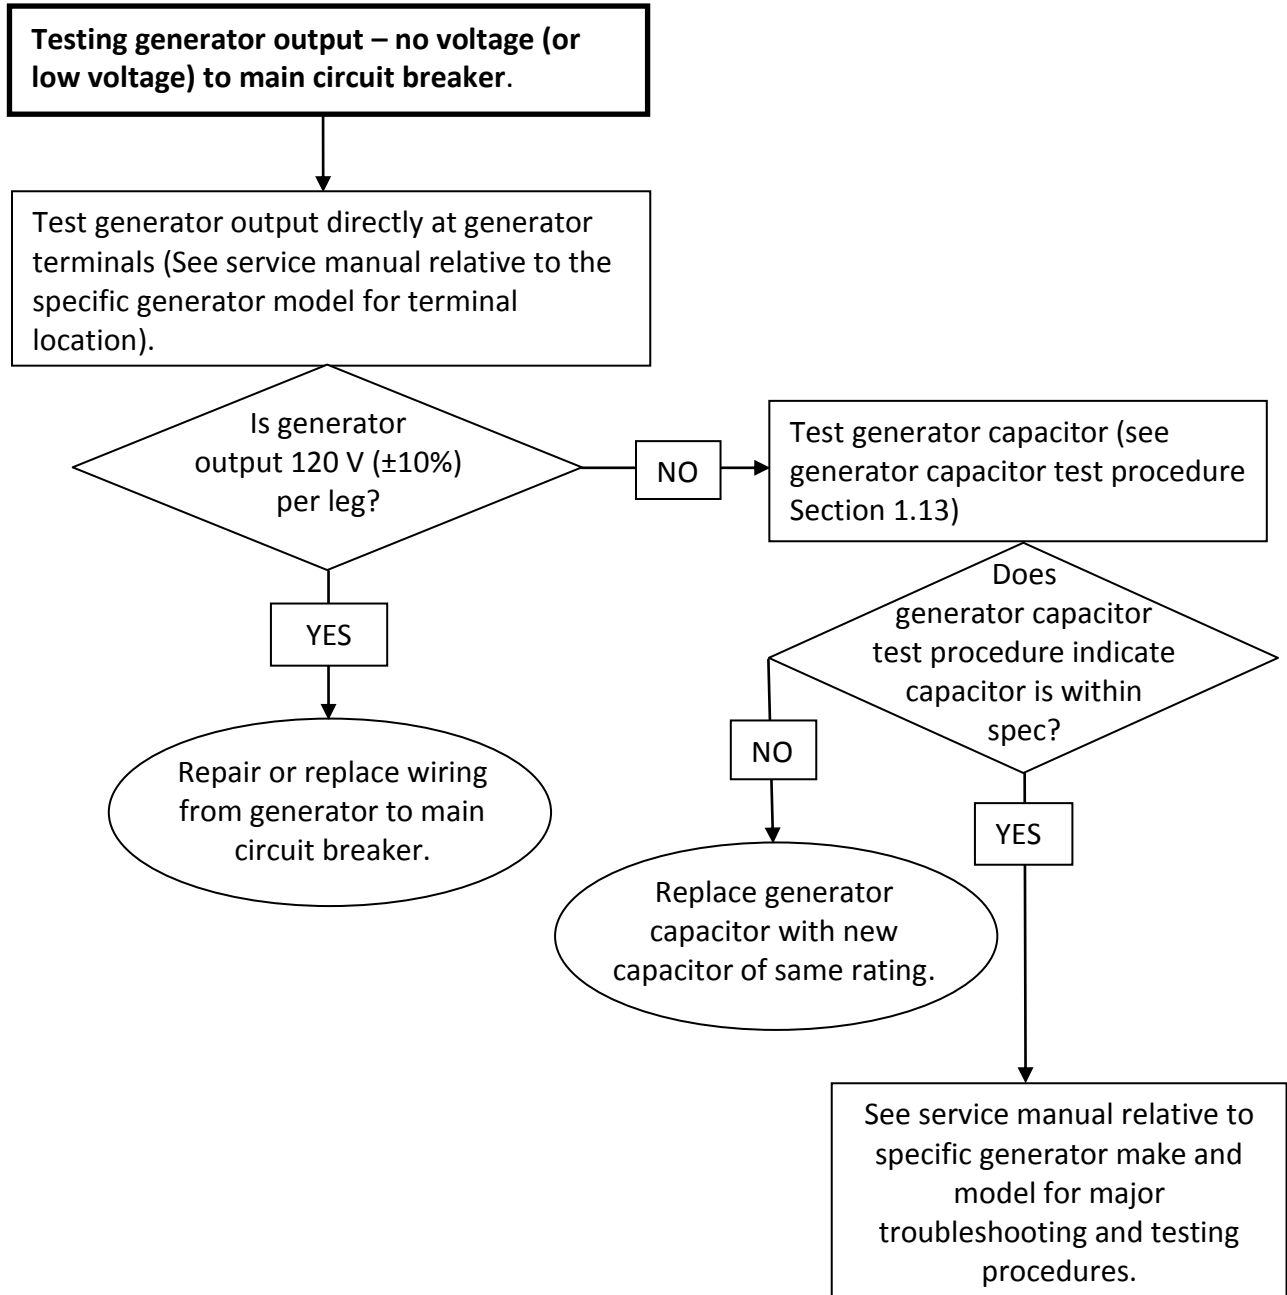 Testing generator output – no voltage (or
low voltage) to main circuit breaker.
Test generator output directly at generator
terminals (See service manual relative to the
specific generator model for terminal
location).
Is generator
output 120 V (±10%)
per leg?
NO
Test generator capacitor (see
generator capacitor test procedure
Section 1.13)
YES
Repair or replace wiring
from generator to main
circuit breaker.
Does
generator capacitor
test procedure indicate
capacitor is within
spec?
NO
Replace generator
capacitor with new
capacitor of same rating.
YES
See service manual relative to
specific generator make and
model for major
troubleshooting and testing
procedures.